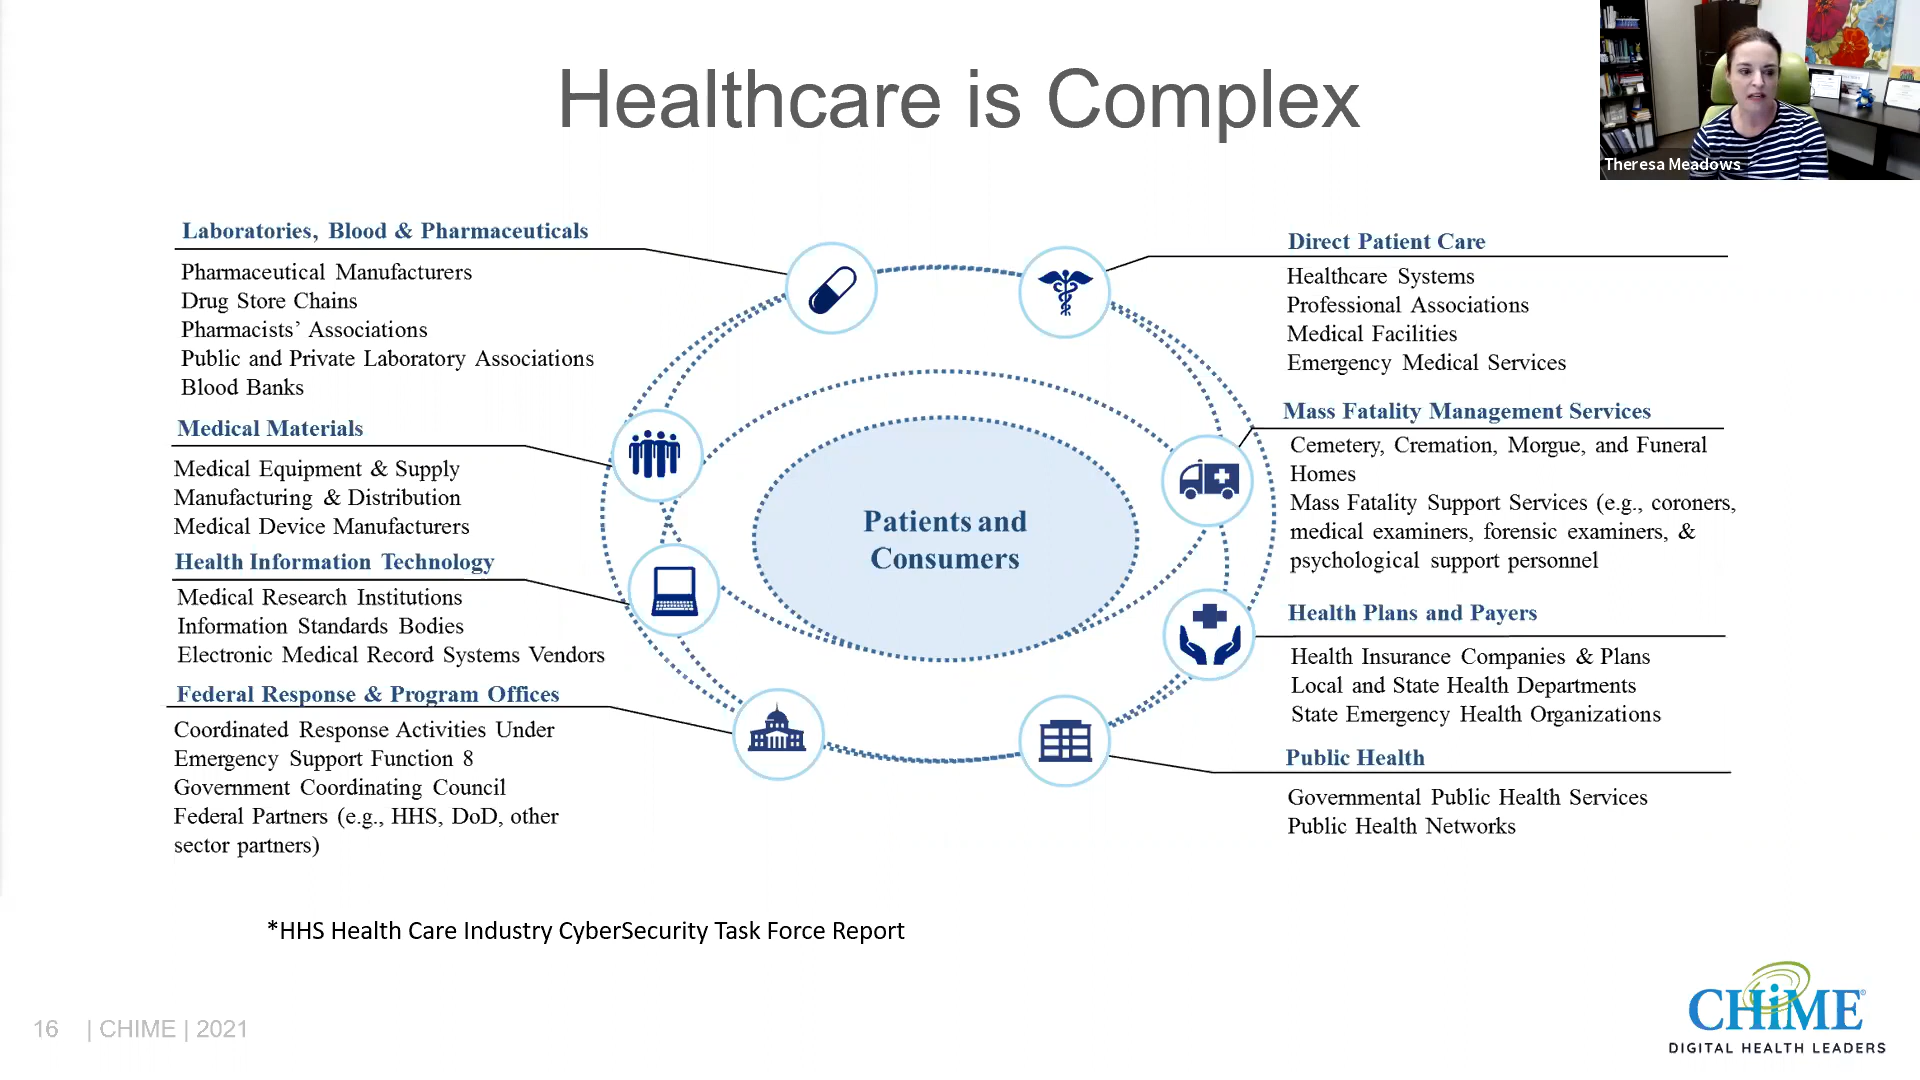 Healthcare is Complex
Theresa Meadows
Laboratories, Blood & Pharmaceuticals
Pharmaceutical Manufacturers
Drug Store Chains
Pharmacists’ Associations
Public and Private Laboratory Associations
Blood Banks
Medical Materials
Medical Equipment & Supply
Manufacturing & Distribution
Medical Device Manufacturers
Health Information Technology
Medical Research Institutions
Information Standards Bodies
Electronic Medical Record Systems Vendors
Federal Response & Program Offices
Coordinated Response Activities Under
Emergency Support Function 8
Government Coordinating Council
Federal Partners (e.g., HHS, DoD, other
sector partners)
Patients and
Consumers
Direct Patient Care
Healthcare Systems
Professional Associations
Medical Facilities
Emergency Medical Services
Mass Fatality Management Services
Cemetery, Cremation, Morgue, and Funeral
Homes
Mass Fatality Support Services (e.g., coroners,
medical examiners, forensic examiners, &
psychological support personnel
Health Plans and Payers
Health Insurance Companies & Plans
Local and State Health Departments
State Emergency Health Organizations
Public Health
Governmental Public Health Services
Public Health Networks
*HHS Health Care Industry CyberSecurity Task Force Report
16 | CHIME | 2021
CHiME®
DIGITAL HEALTH LEADERS